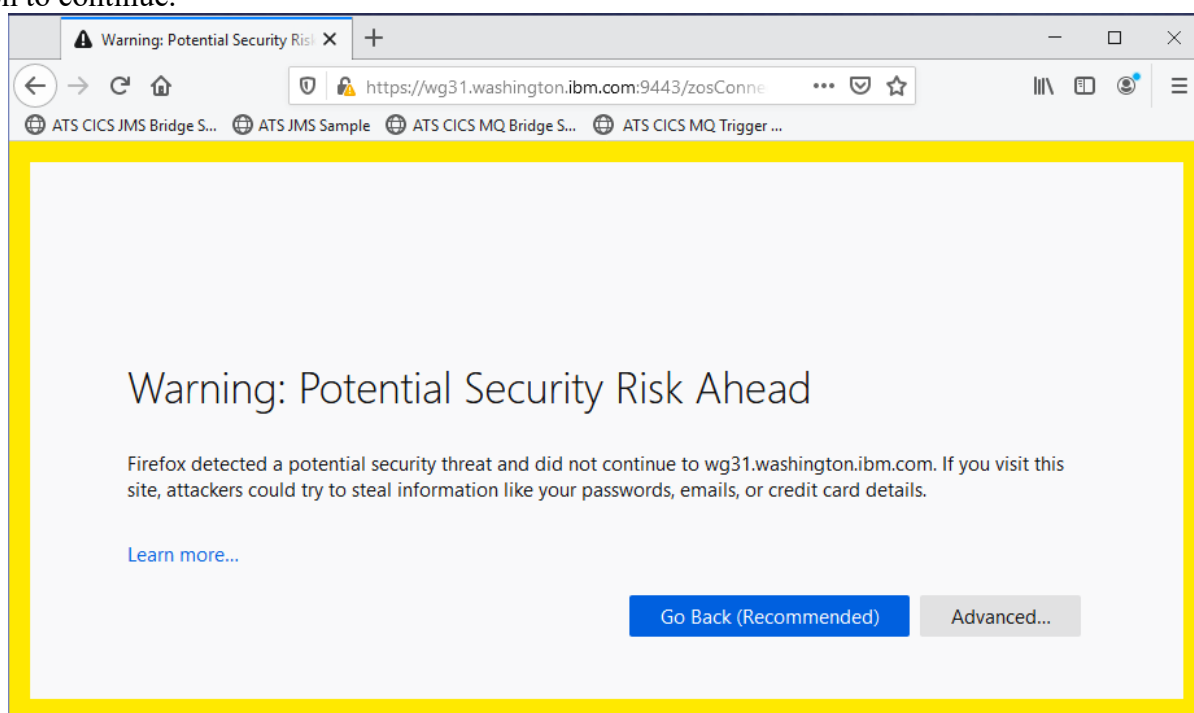 to continue.
Warning: Potential Security Ris
https://wg31.washington.ibm.com:9443/zosConne
ATS CICS JMS Bridge S... ATS JMS Sample ATS CICS MQ Bridge S... ATS CICS MQ Trigger ...
Warning: Potential Security Risk Ahead
Firefox detected a potential security threat and did not continue to wg31.washington.ibm.com. If you visit this
site, attackers could try to steal information like your passwords, emails, or credit card details.
Learn more...
Go Back (Recommended) Advanced...